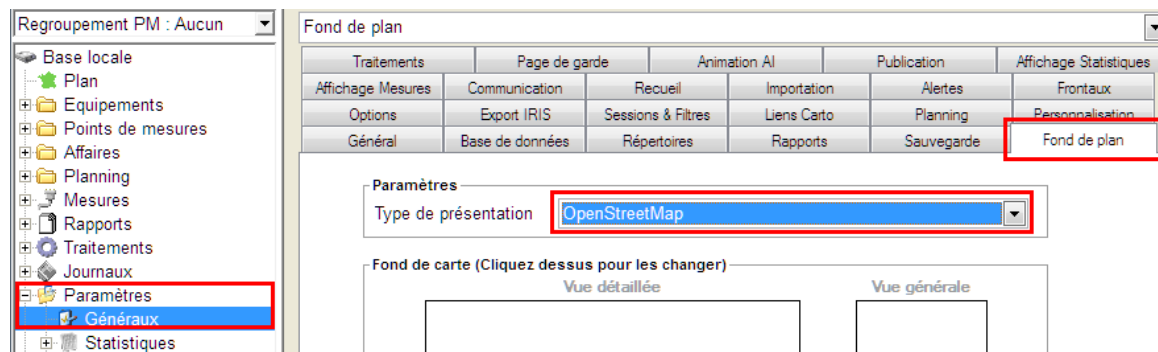 Regroupement PM : Aucun
Base locale
Plan
Equipements
Points de mesures
Affaires
Planning
Mesures
Rapports
Traitements
Journaux
Paramètres
Généraux
Statistiques
Fond de plan
Traitements Page de garde Animation AI Publication Affichage Statistiques
Affichage Mesures Communication Recueil Importation Alertes Frontaux
Options Export IRIS Sessions & Filtres Liens Carto Planning Personnalisation
Général Base de données Répertoires Rapports Sauvegarde Fond de plan
Paramètres
Type de présentation OpenStreetMap
Fond de carte (Cliquez dessus pour les changer)
Vue détaillée Vue générale